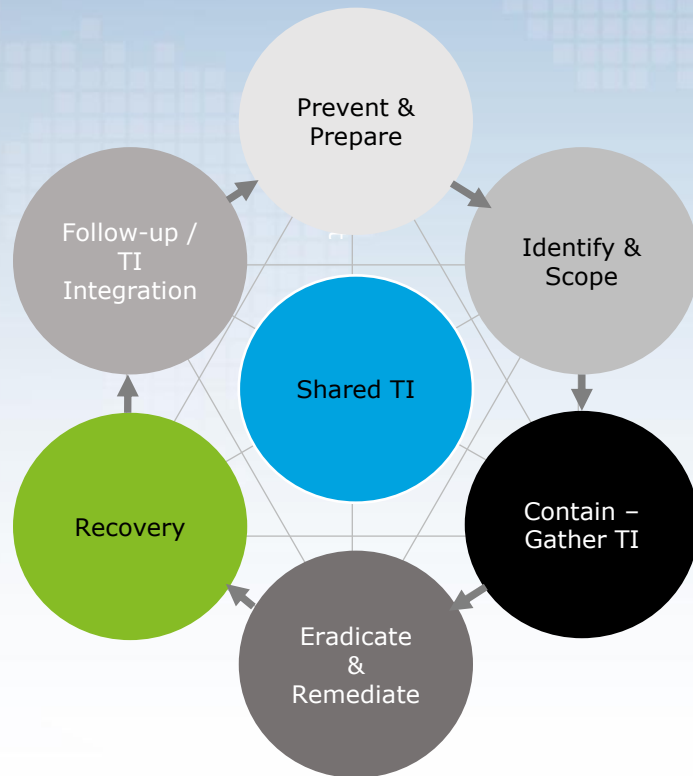 Prevent &
Prepare
Identify &
Scope
Contain –
Gather TI
Eradicate
&
Remediate
Recovery
Follow-up /
TI
Integration
Shared TI